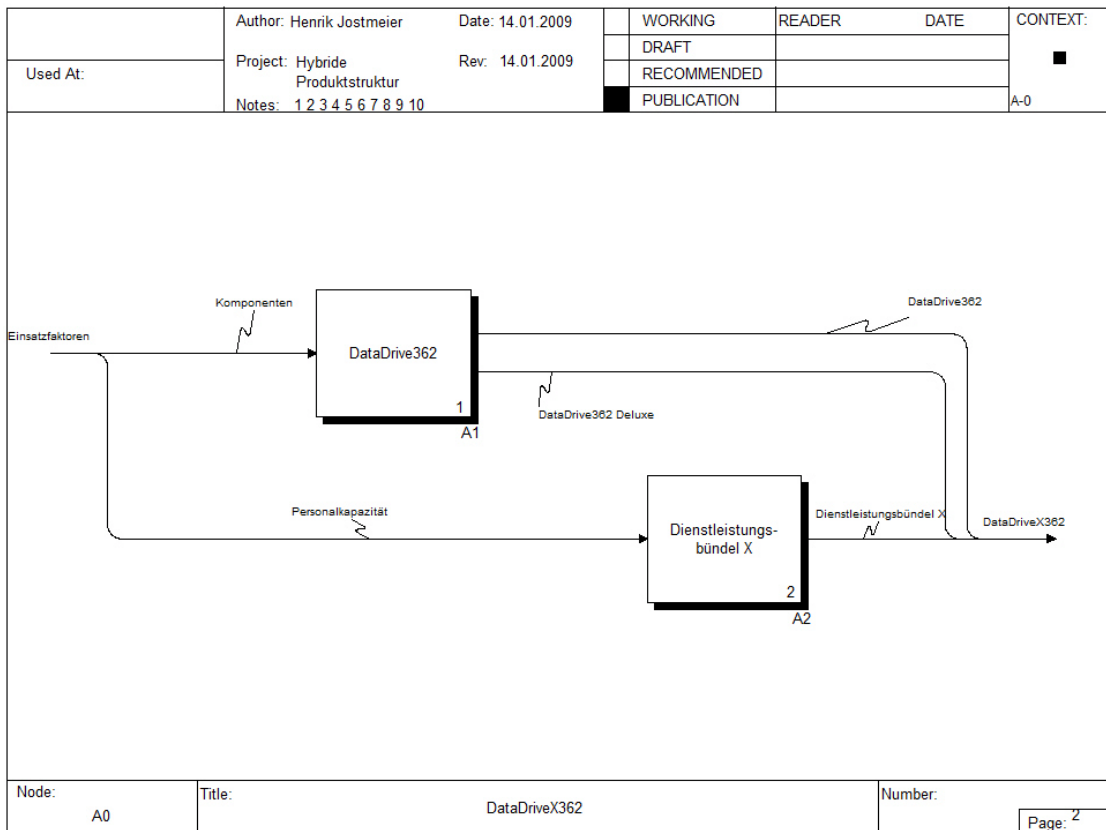 Used At:
Author: Henrik Jostmeier
Date: 14.01.2009
Project: Hybride
Produktstruktur
Rev: 14.01.2009
Notes: 1 2 3 4 5 6 7 8 9 10
WORKING
DRAFT
RECOMMENDED
PUBLICATION
READER
DATE
CONTEXT:
A-0
Komponenten
DataDrive362
Einsatzfaktoren
DataDrive362
1
A1
DataDrive362 Deluxe
Personalkapazität
Dienstleistungs-
bündel X
2
A2
Dienstleistungsbündel X
DataDriveX362
Node:
A0
Title:
DataDriveX362
Number:
Page: 2